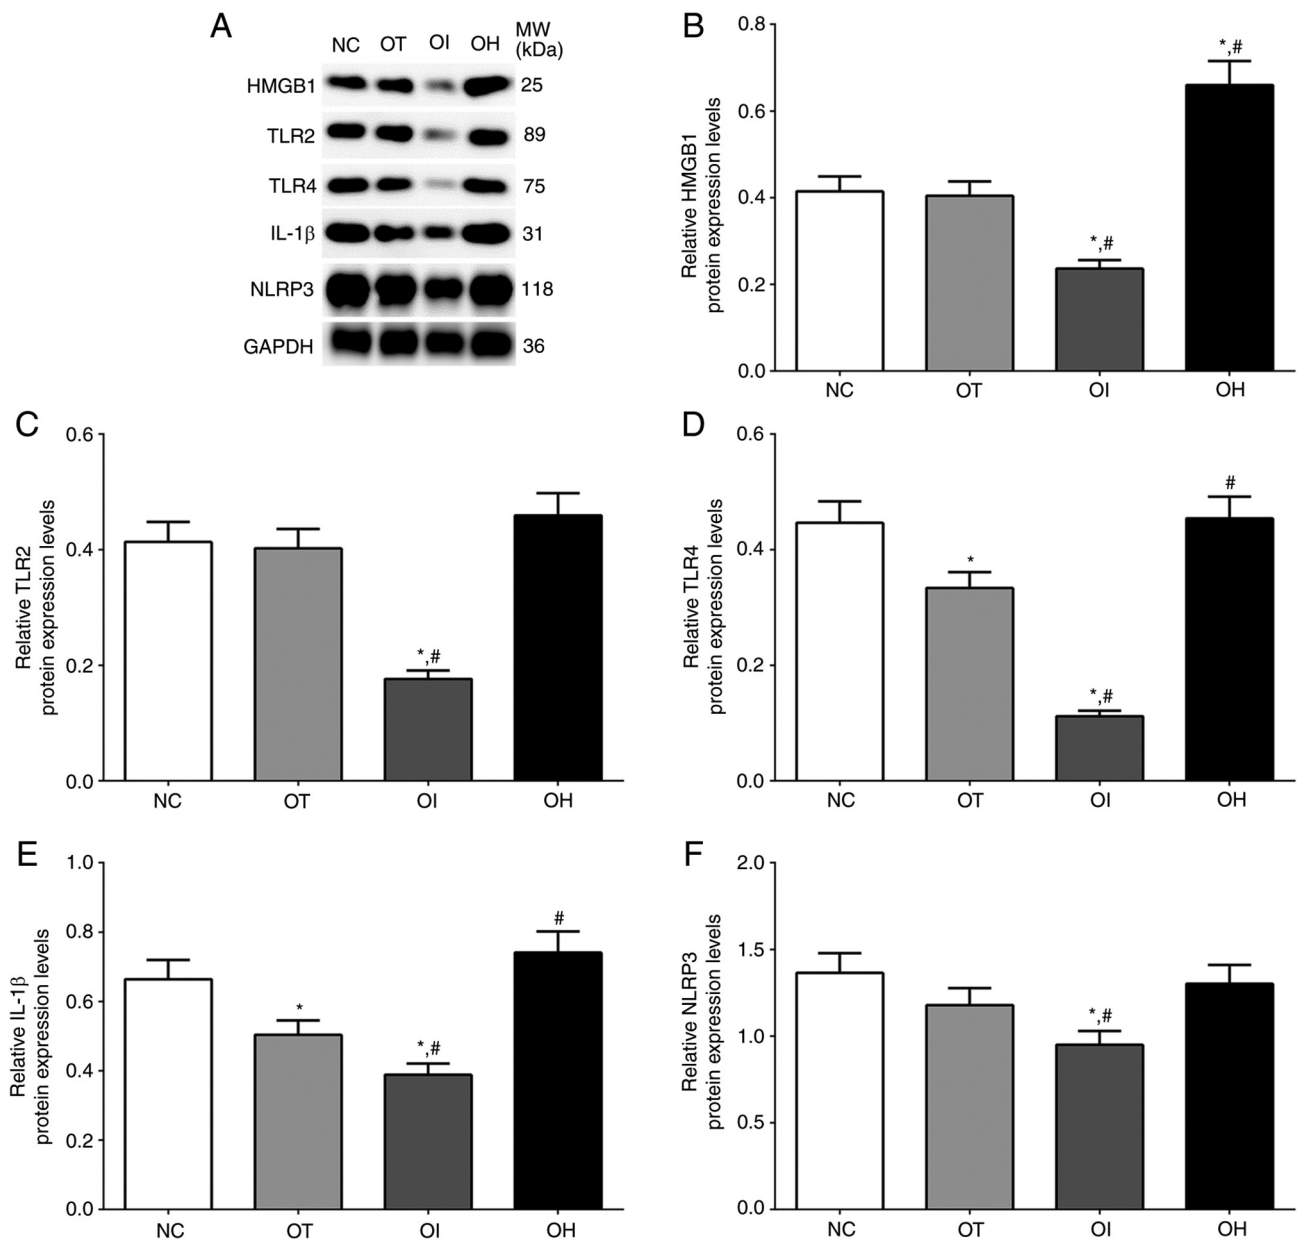 A
NC OT OI OH MW
(kDa)
HMGB1 25
TLR2 89
TLR4 75
IL-1β 31
NLRP3 118
GAPDH 36
B
Relative HMGB1
protein expression levels
0.8
0.6
0.4
0.2
0.0
*,#
*,#
NC OT OI OH
C
Relative TLR2
protein expression levels
0.6
0.4
0.2
0.0
*,#
NC OT OI OH
D
Relative TLR4
protein expression levels
0.6
0.4
0.2
0.0
*
*,#
#
NC OT OI OH
E
Relative IL-1β
protein expression levels
1.0
0.8
0.6
0.4
0.2
0.0
*
*,#
#
NC OT OI OH
F
Relative NLRP3
protein expression levels
2.0
1.5
1.0
0.5
0.0
*,#
NC OT OI OH